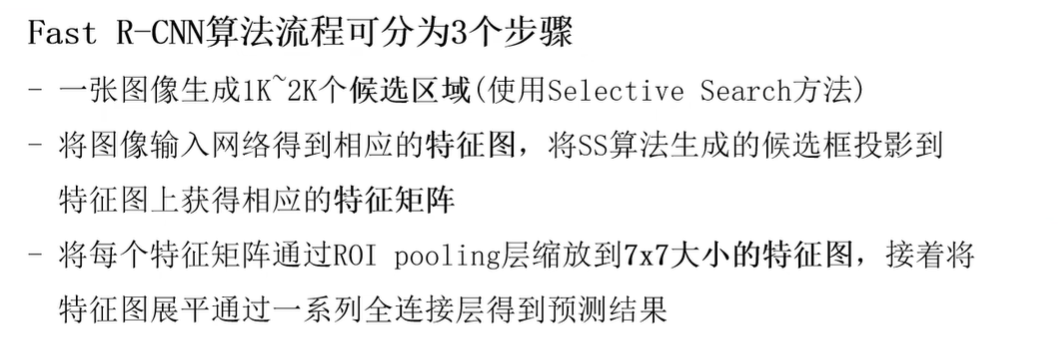 Fast R-CNN算法流程可分为3个步骤
- 一张图像生成1K~2K个候选区域(使用Selective Search方法)
- 将图像输入网络得到相应的特征图，将SS算法生成的候选框投影到
特征图上获得相应的特征矩阵
- 将每个特征矩阵通过ROI pooling层缩放到7x7大小的特征图，接着将
特征图展平通过一系列全连接层得到预测结果